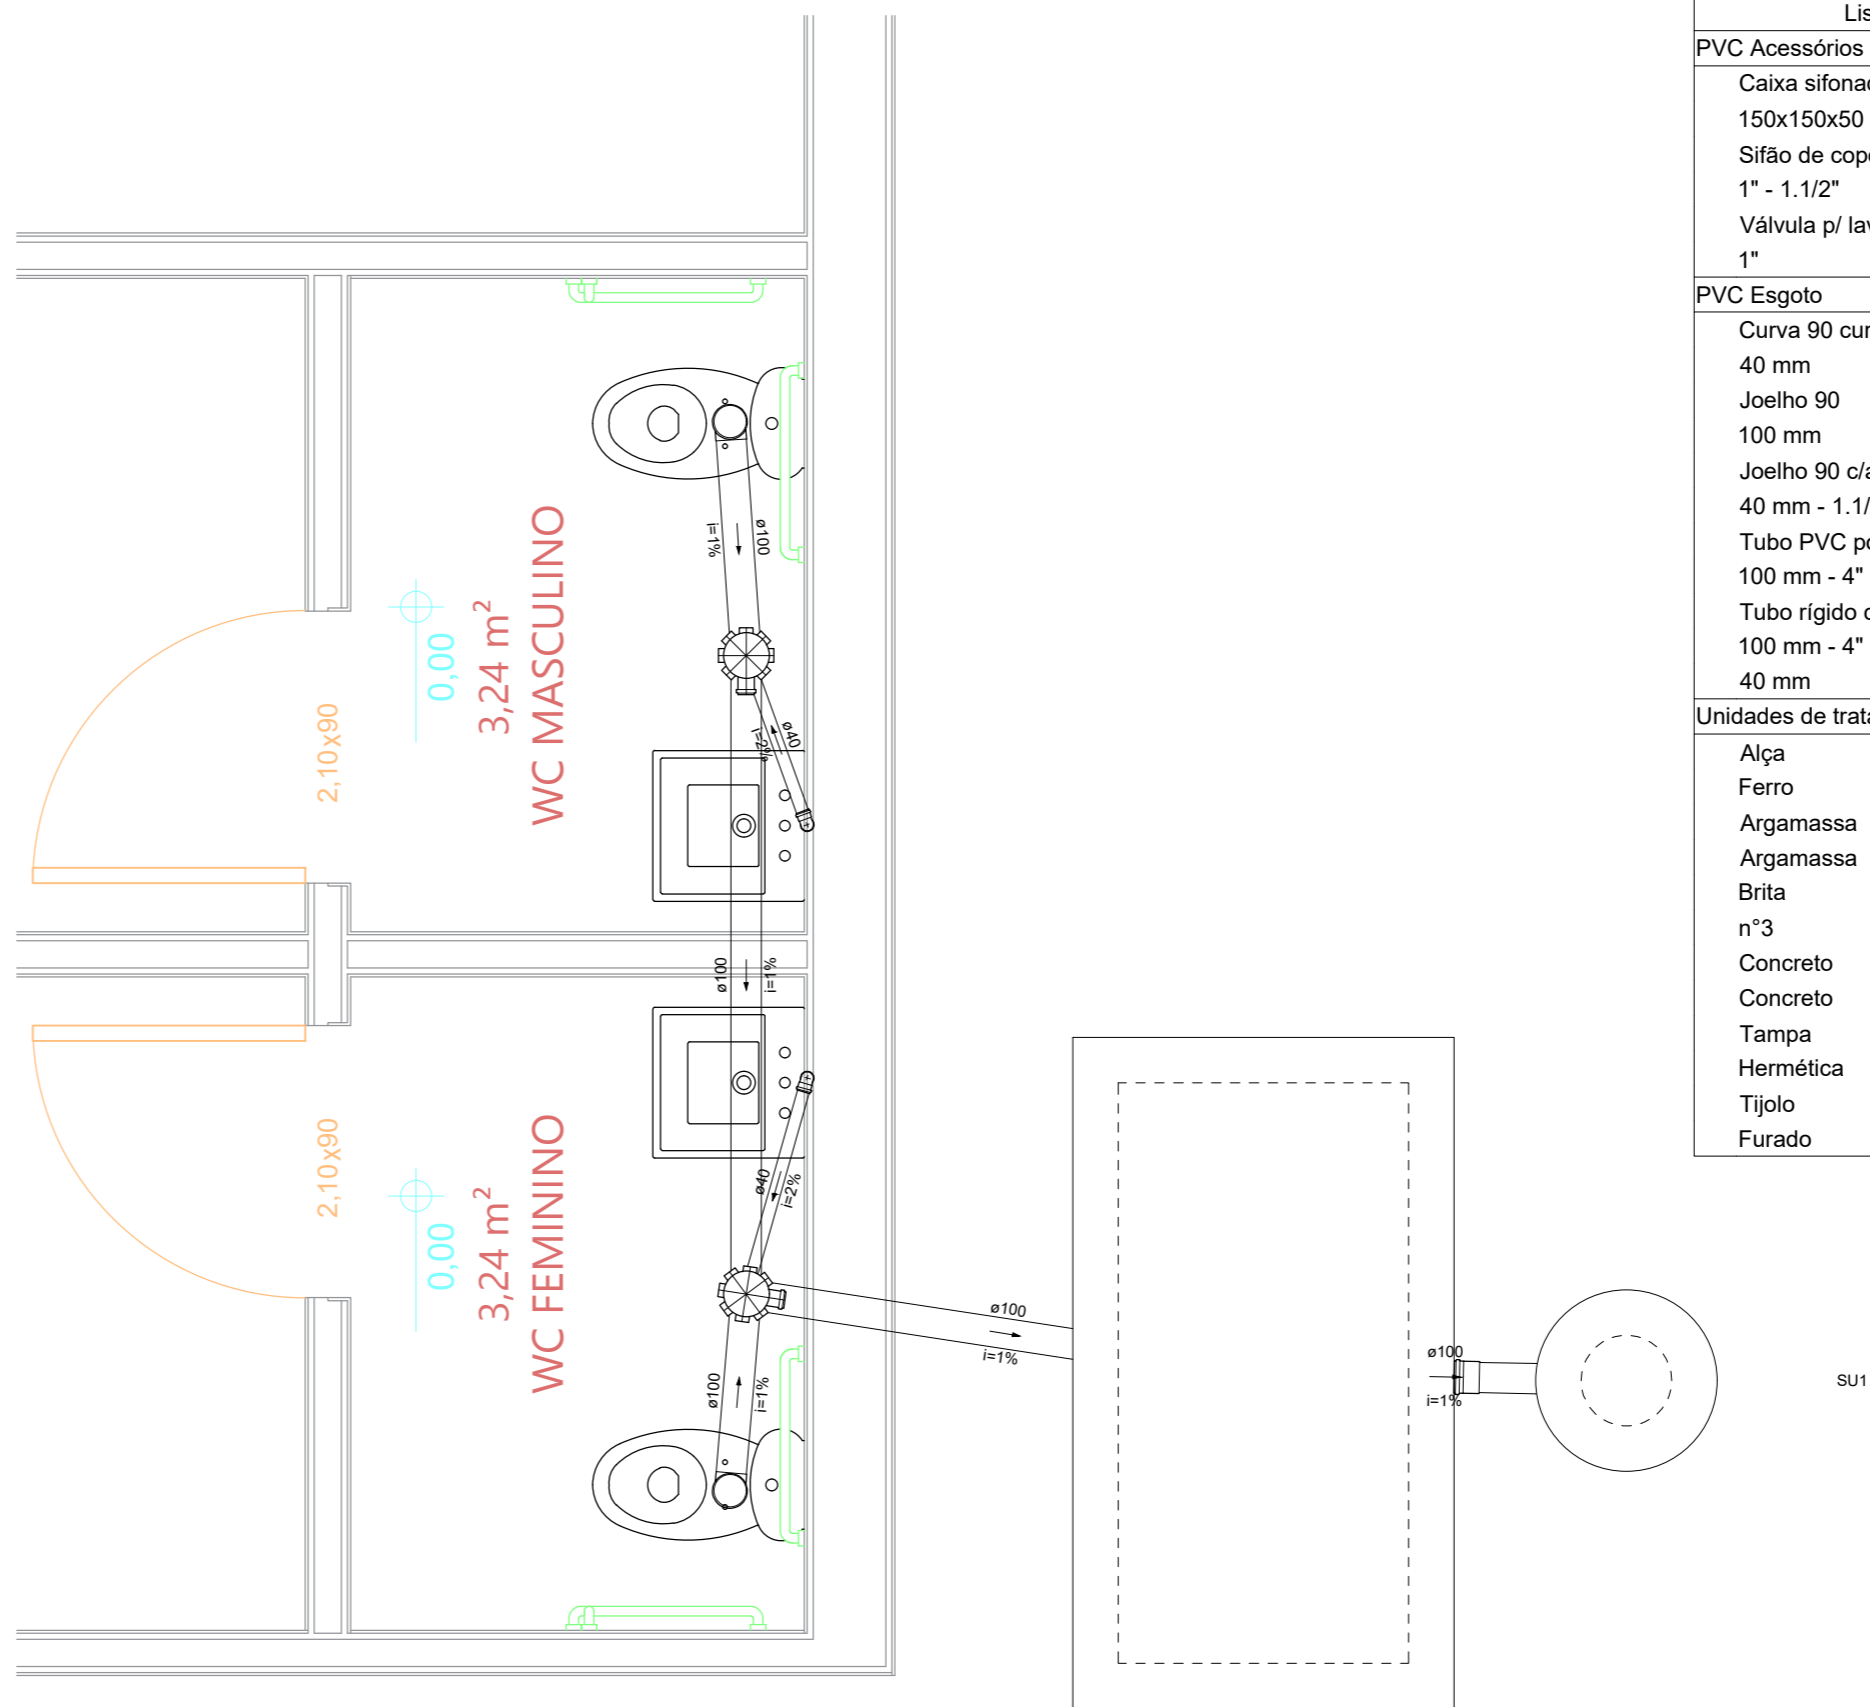 ø100
i=1%
WC MASCULINO
3,24 m²
0,00
2,10x90
ø40
i=2%
ø100
i=1%
2,10x90
0,00
3,24 m²
WC FEMININO
ø40
i=2%
ø100
i=1%
ø100
i=1%
ø100
i=1%
SU1
Lis
PVC Acessórios
Caixa sifonad
150x150x50
Sifão de cop
1" - 1.1/2"
Válvula p/ lav
1"
PVC Esgoto
Curva 90 cur
40 mm
Joelho 90
100 mm
Joelho 90 c/a
40 mm - 1.1/
Tubo PVC po
100 mm - 4"
Tubo rígido c
100 mm - 4"
40 mm
Unidades de trata
Alça
Ferro
Argamassa
Argamassa
Brita
n°3
Concreto
Concreto
Tampa
Hermética
Tijolo
Furado